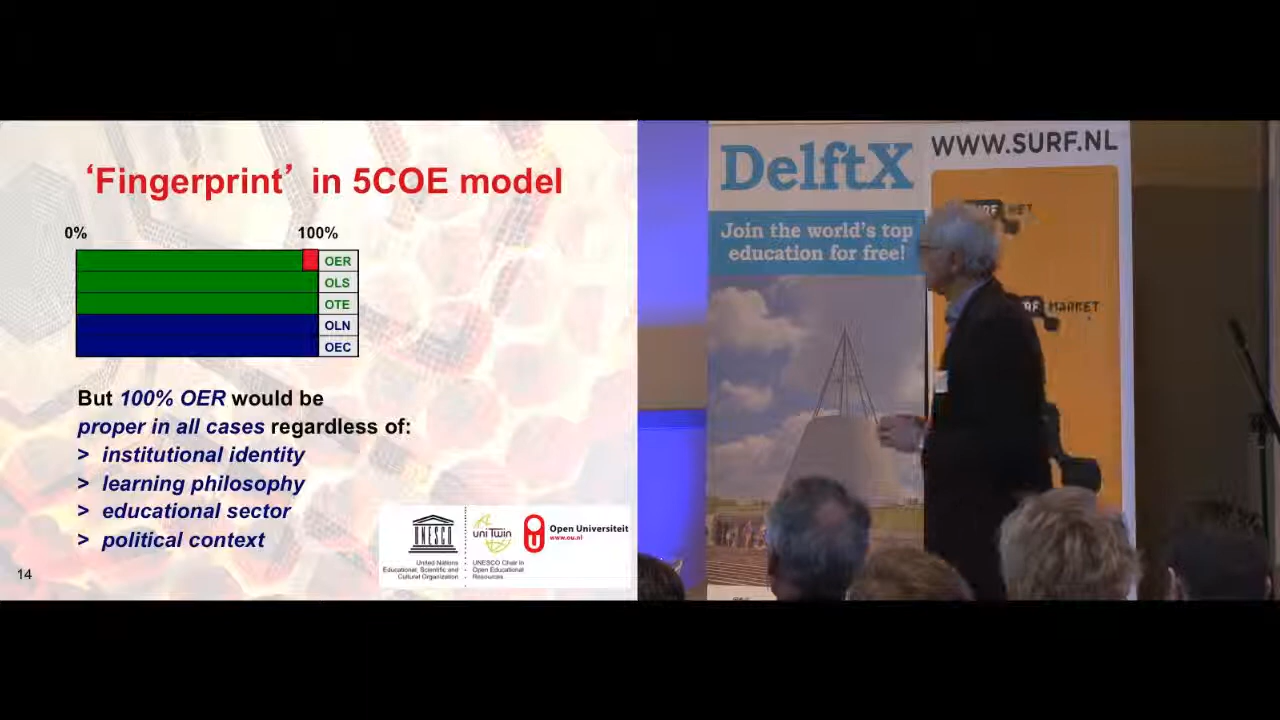 ‘Fingerprint’ in 5COE model
0%
100%
OER
OLS
OTE
OLN
OEC
But 100% OER would be
proper in all cases regardless of:
> institutional identity
> learning philosophy
> educational sector
> political context
14
UNESCO
United Nations
Educational, Scientific and
Cultural Organization
uni Twin
UNESCO Chair in
Open Educational
Resources
Open Universiteit
www.ou.nl
DelftX
Join the world's top
education for free!
WWW.SURF.NL
MARKET